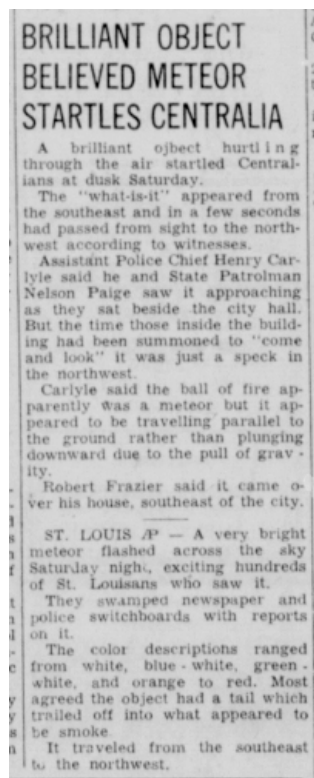 BRILLIANT OBJECT
BELIEVED METEOR
STARTLES CENTRALIA
A brilliant ojbect hurtling
through the air startled Central-
ians at dusk Saturday.
The "what-is-it" appeared from
the southeast and in a few seconds
had passed from sight to the north-
west according to witnesses.
Assistant Police Chief Henry Car-
lyle said he and State Patrolman
Nelson Paige saw it approaching
as they sat beside the city hall.
But the time those inside the build-
ing had been summoned to "come
and look" it was just a speck in
the northwest.
Carlyle said the ball of fire ap-
parently was a meteor but it ap-
peared to be travelling parallel to
the ground rather than plunging
downward due to the pull of grav-
ity.
Robert Frazier said it came o-
ver his house, southeast of the city.
ST. LOUIS /P — A very bright
meteor flashed across the sky
Saturday night, exciting hundreds
of St. Louisans who saw it.
They swamped newspaper and
police switchboards with reports
on it.
The color descriptions ranged
from white, blue-white, green-
white, and orange to red. Most
agreed the object had a tail which
trailed off into what appeared to
be smoke
It traveled from the southeast
to the northwest.